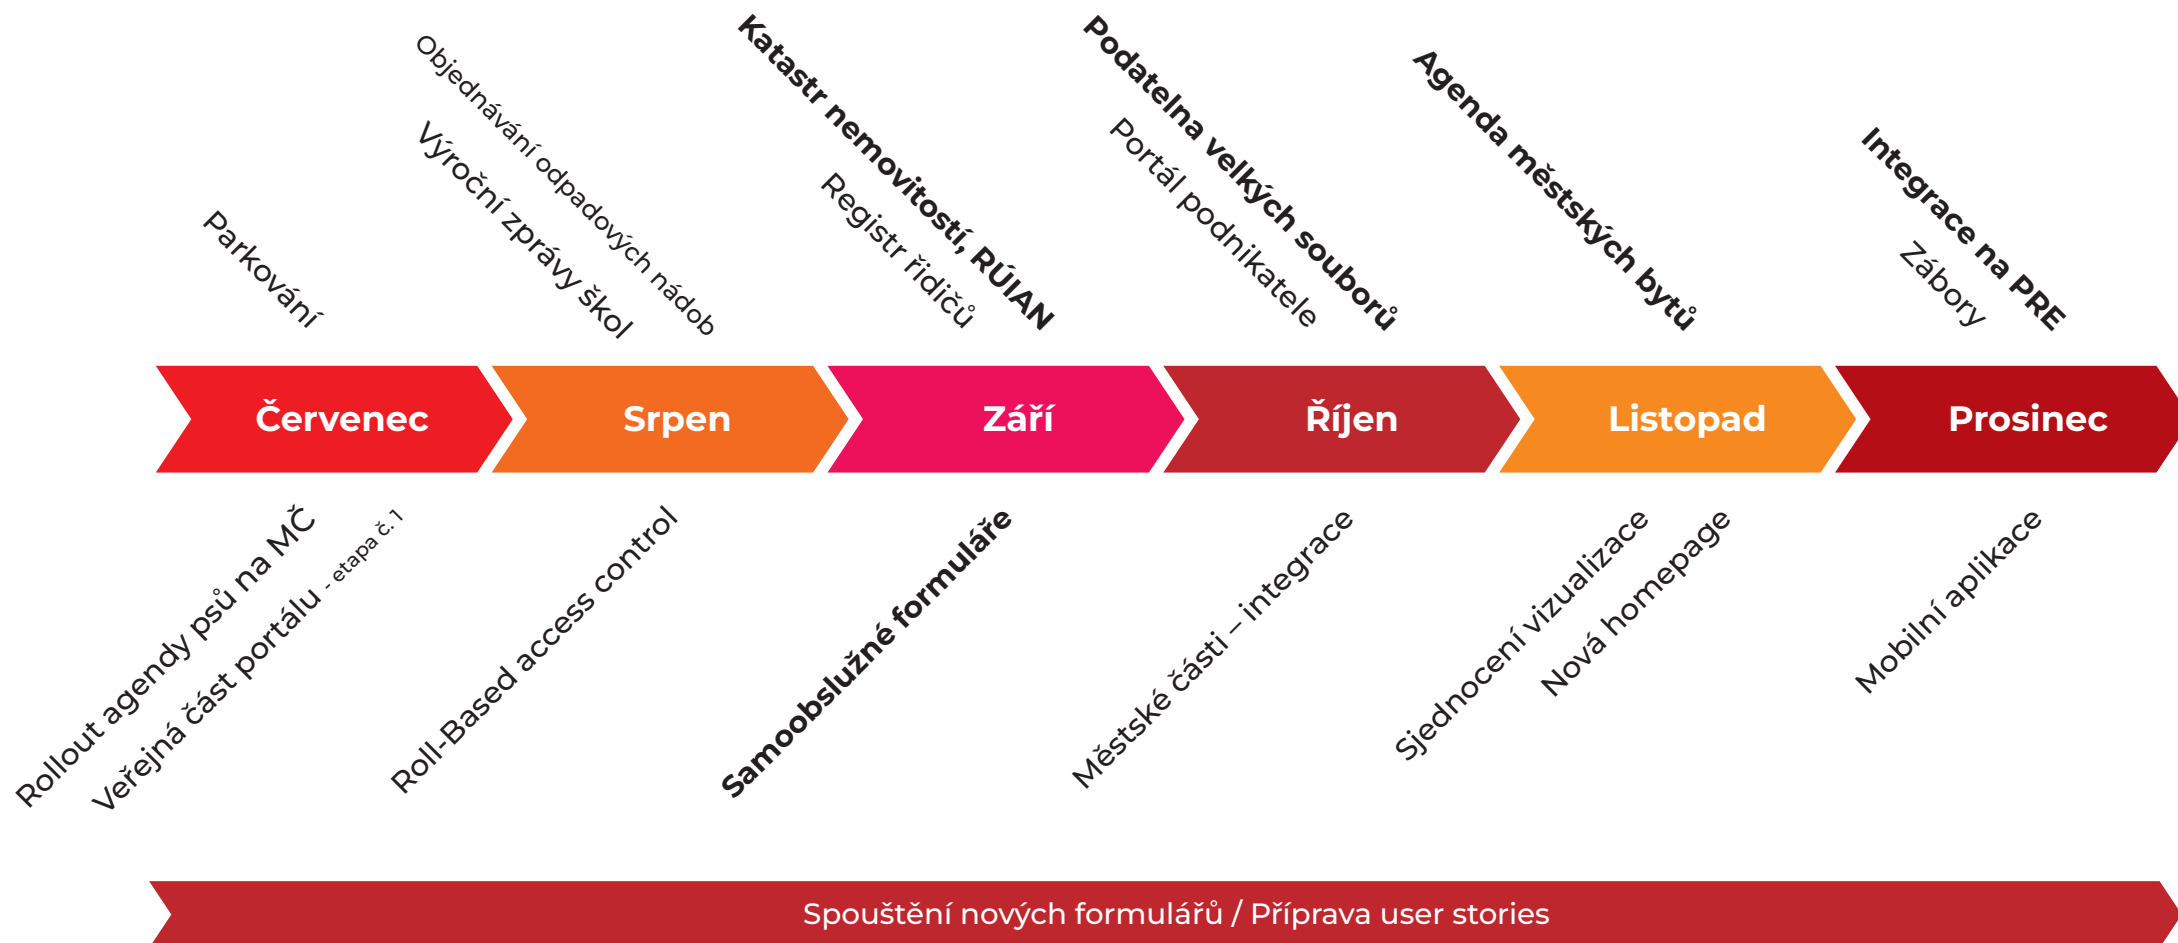 Parkování
Objednávání odpadových nádob
Výroční zprávy škol
Katastr nemovitostí, RÚIAN
Registr řidičů
Podatelna velkých souborů
Portál podnikatele
Agenda městských bytů
Integrace na PRE
Zábory
Červenec
Srpen
Září
Říjen
Listopad
Prosinec
Rollout agendy psů na MČ
Veřejná část portálu - etapa č. 1
Roll-Based access control
Samoobslužné formuláře
Městské části – integrace
Sjednocení vizualizace
Nová homepage
Mobilní aplikace
Spouštění nových formulářů / Příprava user stories